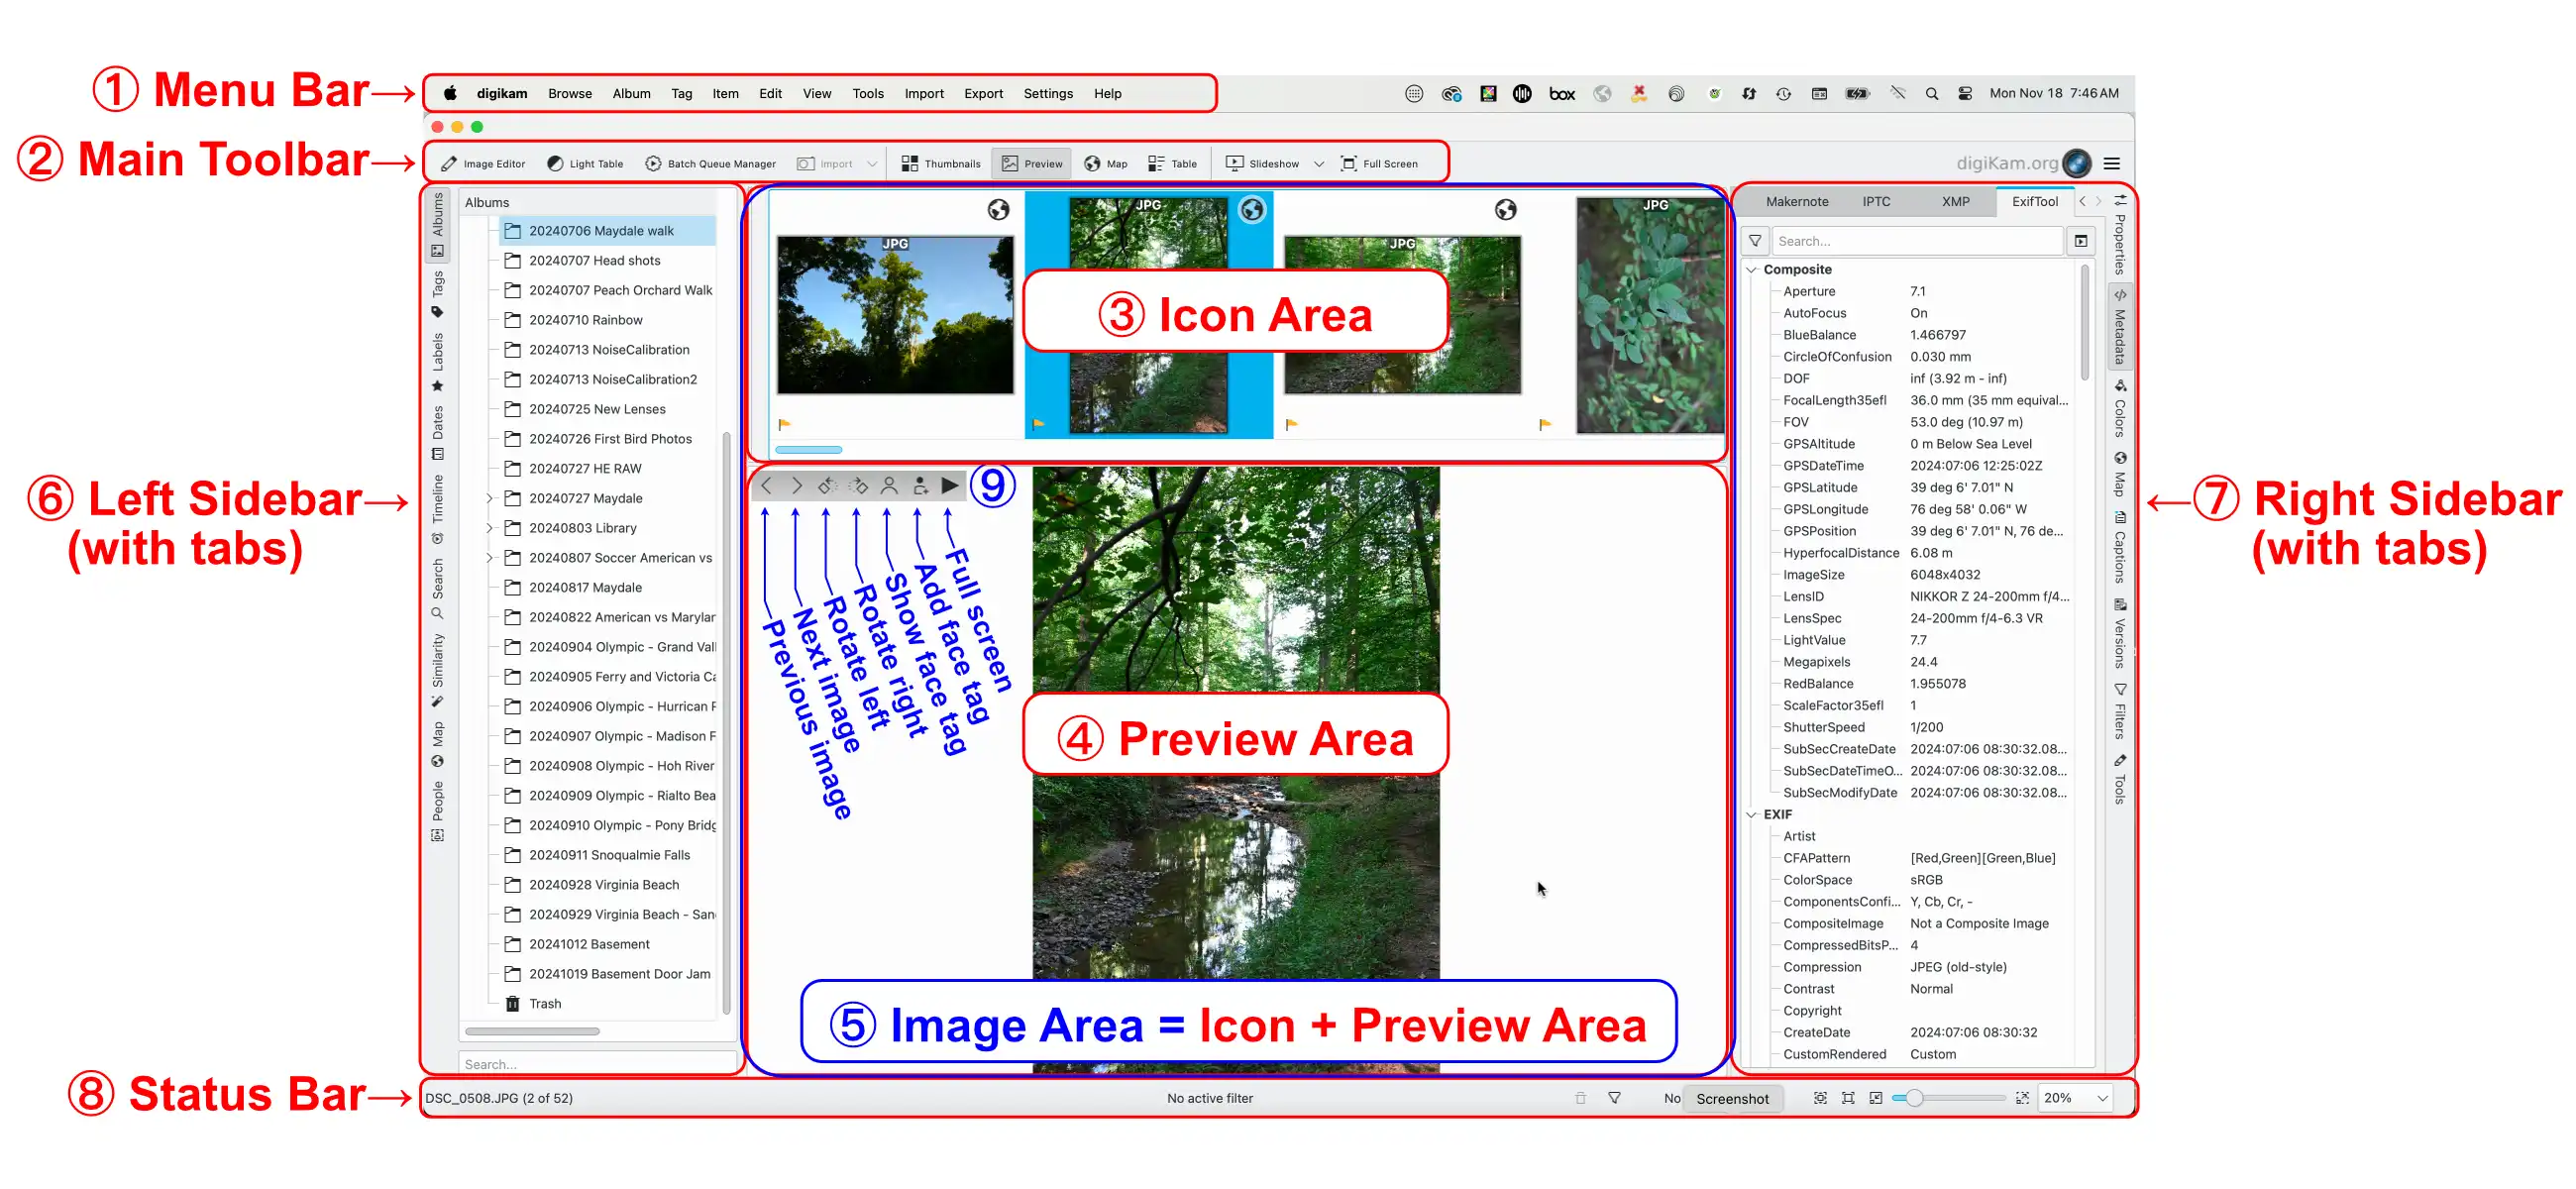 ① Menu Bar→
digikam Browse Album Tag Item Edit View Tools Import Export Settings Help
box
Mon Nov 18 7:46 AM
② Main Toolbar→
Image Editor Light Table Batch Queue Manager Import Thumbnails Preview Map Table Slideshow Full Screen
digiKam.org
⑥ Left Sidebar→
(with tabs)
Albums
Tags
Labels
Dates
Timeline
Search
Similarity
Map
People
Albums
20240706 Maydale walk
20240707 Head shots
20240707 Peach Orchard Walk
20240710 Rainbow
20240713 NoiseCalibration
20240713 NoiseCalibration2
20240725 New Lenses
20240726 First Bird Photos
20240727 HE RAW
20240727 Maydale
20240803 Library
20240807 Soccer American vs
20240817 Maydale
20240822 American vs Marylan
20240904 Olympic - Grand Vall
20240905 Ferry and Victoria Ca
20240906 Olympic - Hurrican R
20240907 Olympic - Madison F
20240908 Olympic - Hoh River
20240909 Olympic - Rialto Bea
20240910 Olympic - Pony Bridg
20240911 Snoqualmie Falls
20240928 Virginia Beach
20240929 Virginia Beach - San
20241012 Basement
20241019 Basement Door Jam
Trash
Search...
JPG
JPG
JPG
JPG
③ Icon Area
⑨
Previous image
Next image
Rotate left
Rotate right
Show face tag
Add face tag
Full screen
④ Preview Area
⑤ Image Area = Icon + Preview Area
Makernote IPTC XMP ExifTool
Search...
Composite
Aperture 7.1
AutoFocus On
BlueBalance 1.466797
CircleOfConfusion 0.030 mm
DOF inf (3.92 m - inf)
FocalLength35efl 36.0 mm (35 mm equival...
FOV 53.0 deg (10.97 m)
GPSAltitude 0 m Below Sea Level
GPSDateTime 2024:07:06 12:25:02Z
GPSLatitude 39 deg 6' 7.01" N
GPSLongitude 76 deg 58' 0.06" W
GPSPosition 39 deg 6' 7.01" N, 76 de...
HyperfocalDistance 6.08 m
ImageSize 6048x4032
LensID NIKKOR Z 24-200mm f/4...
LensSpec 24-200mm f/4-6.3 VR
LightValue 7.7
Megapixels 24.4
RedBalance 1.955078
ScaleFactor35efl 1
ShutterSpeed 1/200
SubSecCreateDate 2024:07:06 08:30:32.08...
SubSecDateTimeO... 2024:07:06 08:30:32.08...
SubSecModifyDate 2024:07:06 08:30:32.08...
EXIF
Artist
CFAPattern [Red,Green][Green,Blue]
ColorSpace sRGB
ComponentsConfi... Y, Cb, Cr, -
CompositeImage Not a Composite Image
CompressedBitsP... 4
Compression JPEG (old-style)
Contrast Normal
Copyright
CreateDate 2024:07:06 08:30:32
CustomRendered Custom
Properties
Metadata
Colors
Map
Captions
Versions
Filters
Tools
←⑦ Right Sidebar
(with tabs)
⑧ Status Bar→
DSC_0508.JPG (2 of 52) No active filter No Screenshot 20%